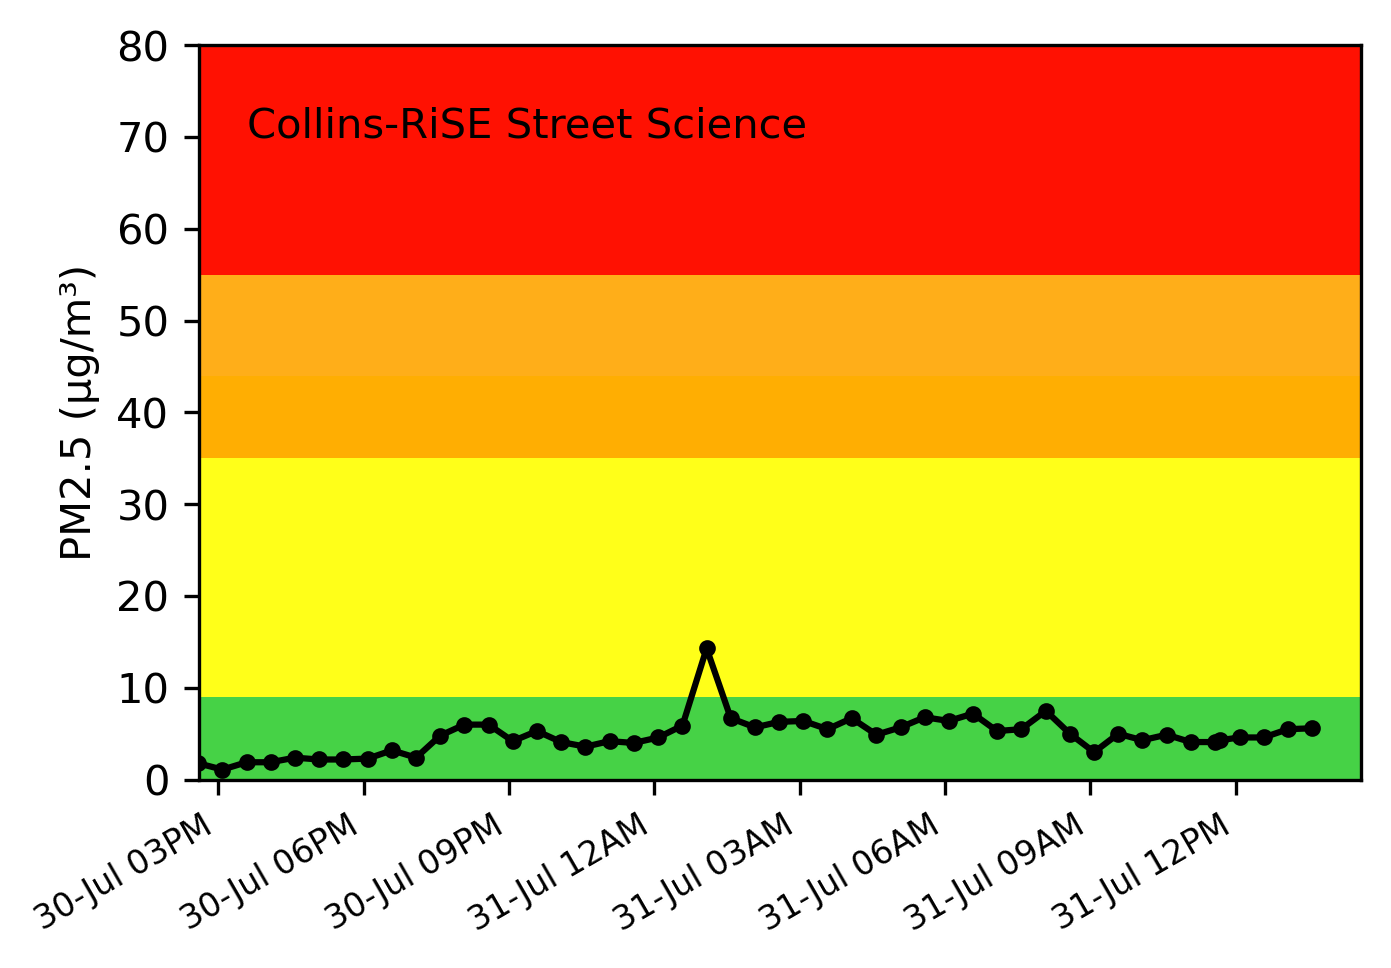 80
Collins-RiSE Street Science
70
60
50
40
30
20
10
0
PM2.5 (µg/m³)
30-Jul 03PM
30-Jul 06PM
30-Jul 09PM
31-Jul 12AM
31-Jul 03AM
31-Jul 06AM
31-Jul 09AM
31-Jul 12PM